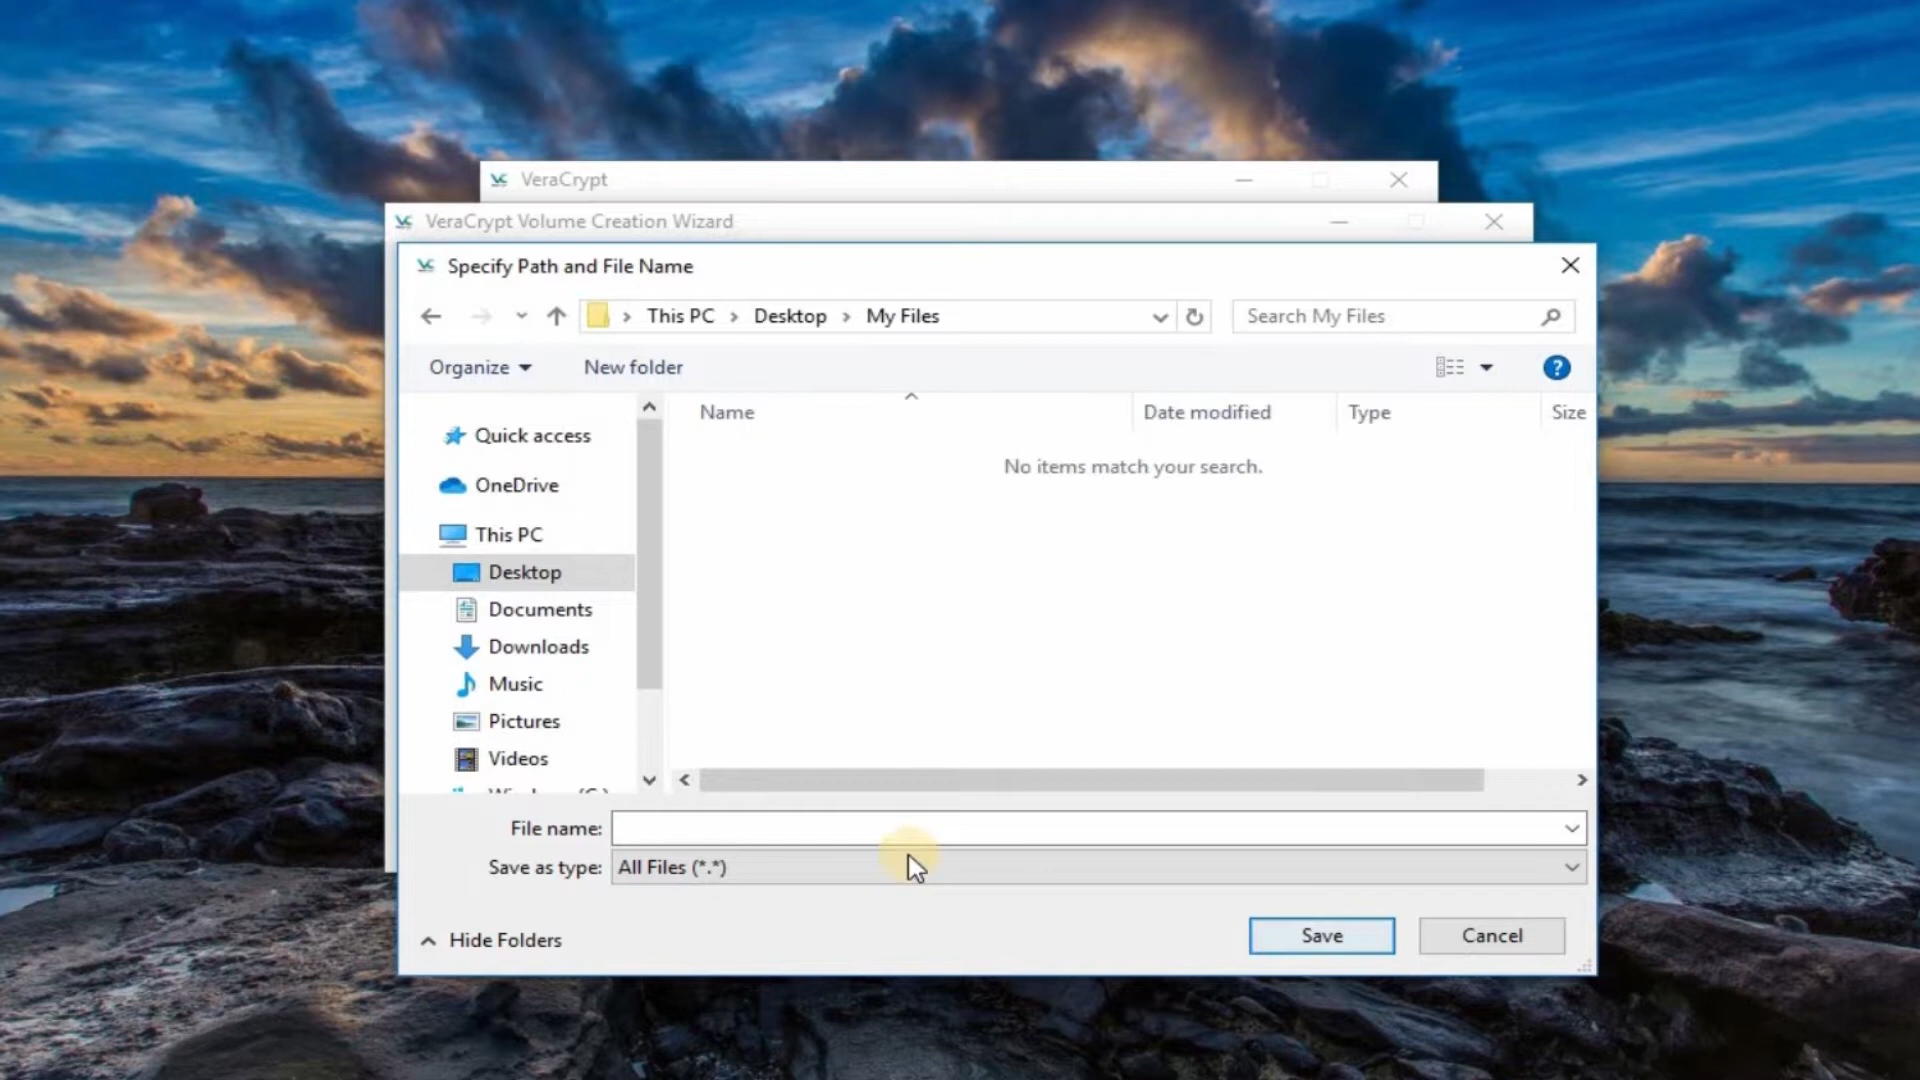 VeraCrypt
VeraCrypt Volume Creation Wizard
Specify Path and File Name
This PC > Desktop > My Files
Search My Files
Organize
New folder
?
Name
Date modified
Type
Size
No items match your search.
Quick access
OneDrive
This PC
Desktop
Documents
Downloads
Music
Pictures
Videos
File name:
Save as type: All Files (*.*)
Hide Folders
Save
Cancel